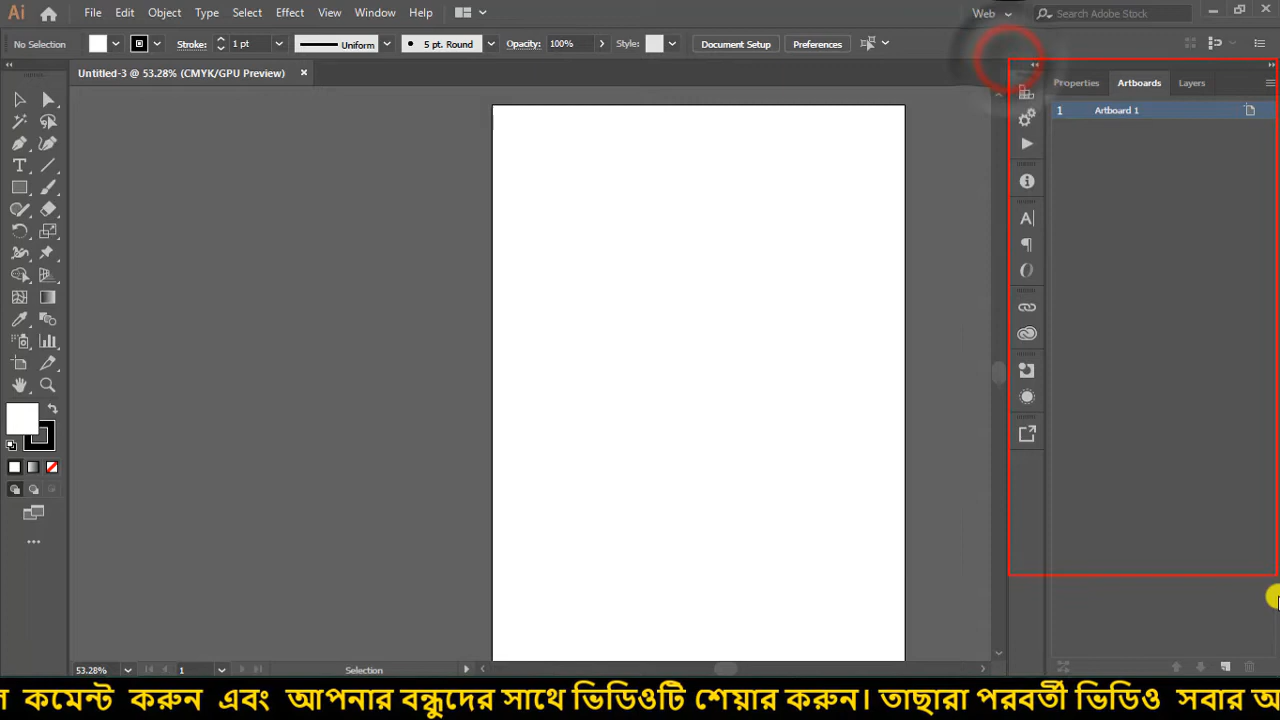 Ai File Edit Object Type Select Effect View Window Help Web Search Adobe Stock
No Selection Stroke: 1 pt Uniform 5 pt. Round Opacity: 100% Style: Document Setup Preferences
Untitled-3 @ 53.28% (CMYK/GPU Preview)
Properties Artboards Layers
1 Artboard 1
53.28% 1 Selection
কমেন্ট করুন এবং আপনার বন্ধুদের সাথে ভিডিওটি শেয়ার করুন। তাছারা পরবর্তী ভিডিও সবার